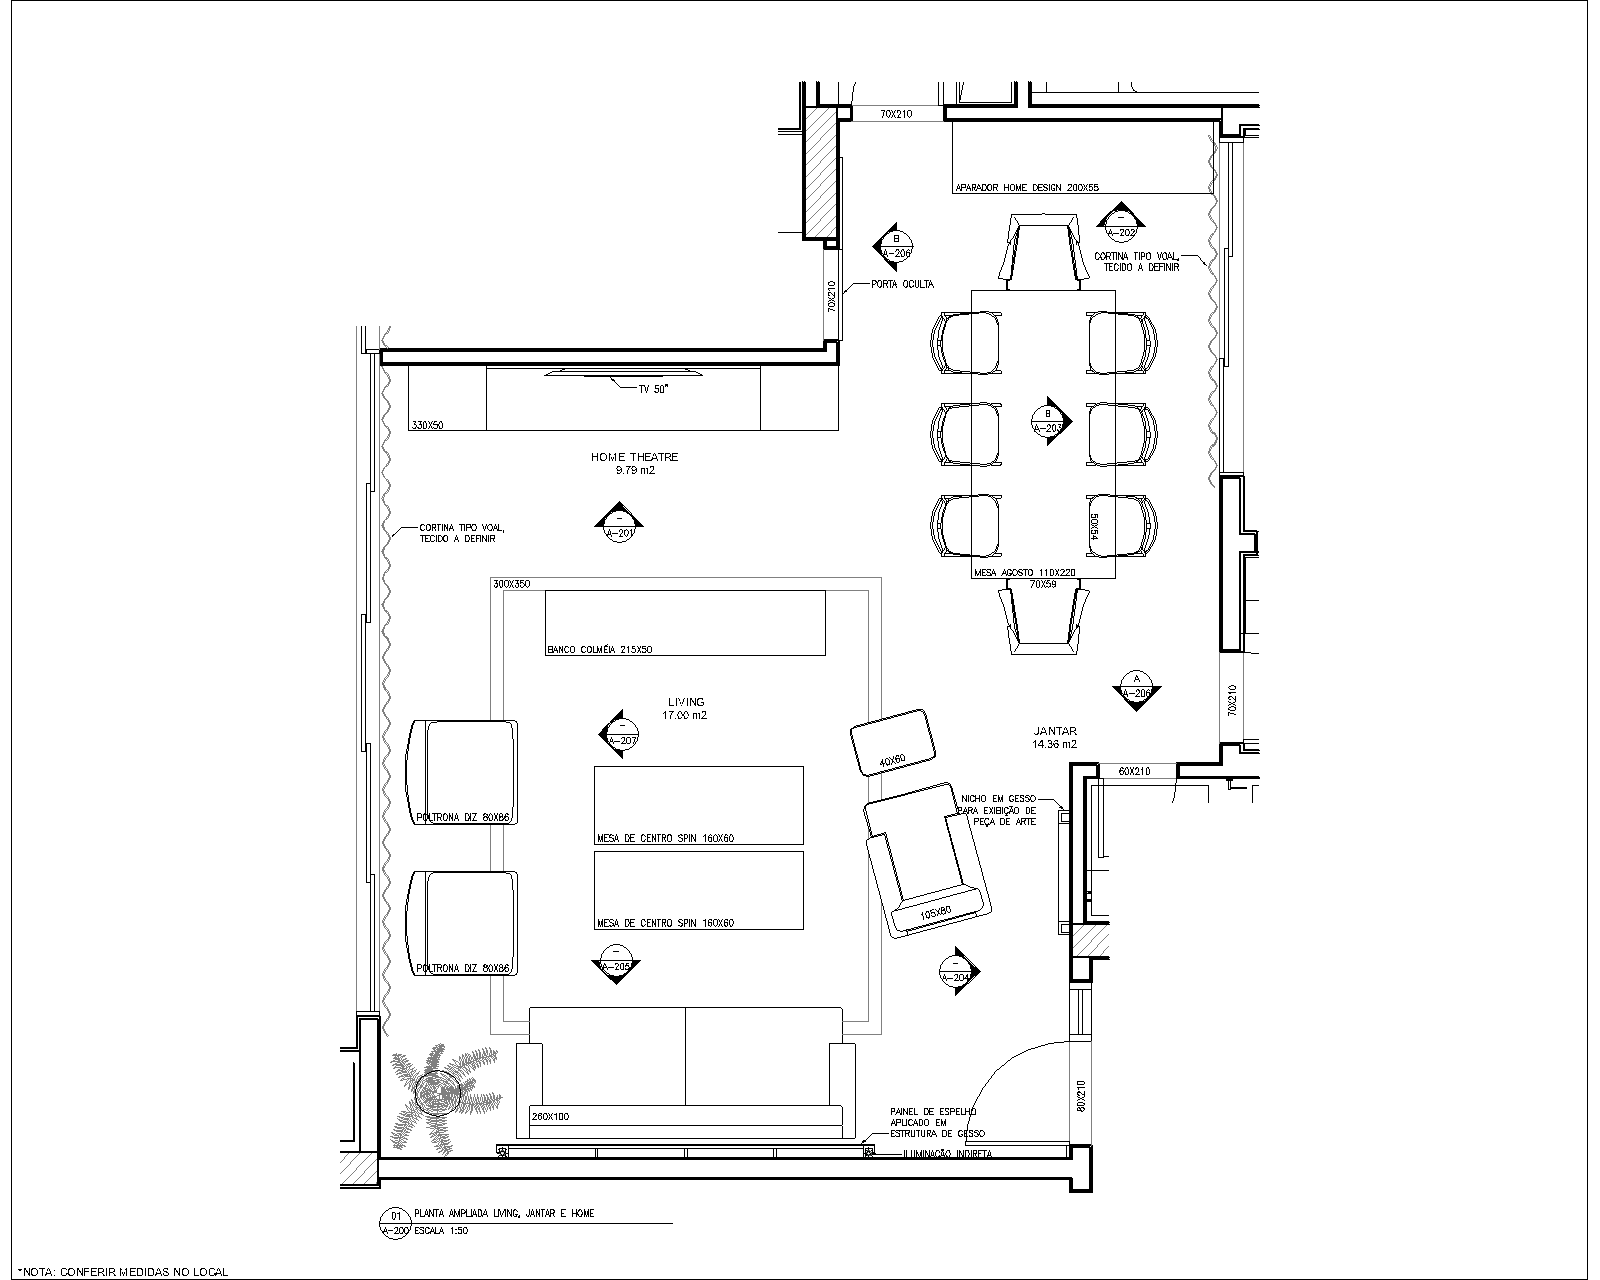 70X210
APARADOR HOME DESIGN 200X55
–
A-202
B
A-206
CORTINA TIPO VOAL,
TECIDO A DEFINIR
PORTA OCULTA
70X210
TV 50"
330X50
B
A-203
HOME THEATRE
9.79 m2
–
A-201
CORTINA TIPO VOAL,
TECIDO A DEFINIR
50X54
MESA AGOSTO 110X220
70X59
300X350
BANCO COLMÉIA 215X50
A
A-206
70X210
LIVING
17.00 m2
–
A-207
JANTAR
14.36 m2
40X60
60X210
NICHO EM GESSO
PARA EXIBIÇÃO DE
PEÇA DE ARTE
POLTRONA DIZ 80X86
MESA DE CENTRO SPIN 160X60
105X80
MESA DE CENTRO SPIN 160X60
POLTRONA DIZ 80X86
–
A-205
–
A-204
80X210
260X100
PAINEL DE ESPELHO
APLICADO EM
ESTRUTURA DE GESSO
ILUMINAÇÃO INDIRETA
01
A-200
PLANTA AMPLIADA LIVING, JANTAR E HOME
ESCALA 1:50
*NOTA: CONFERIR MEDIDAS NO LOCAL